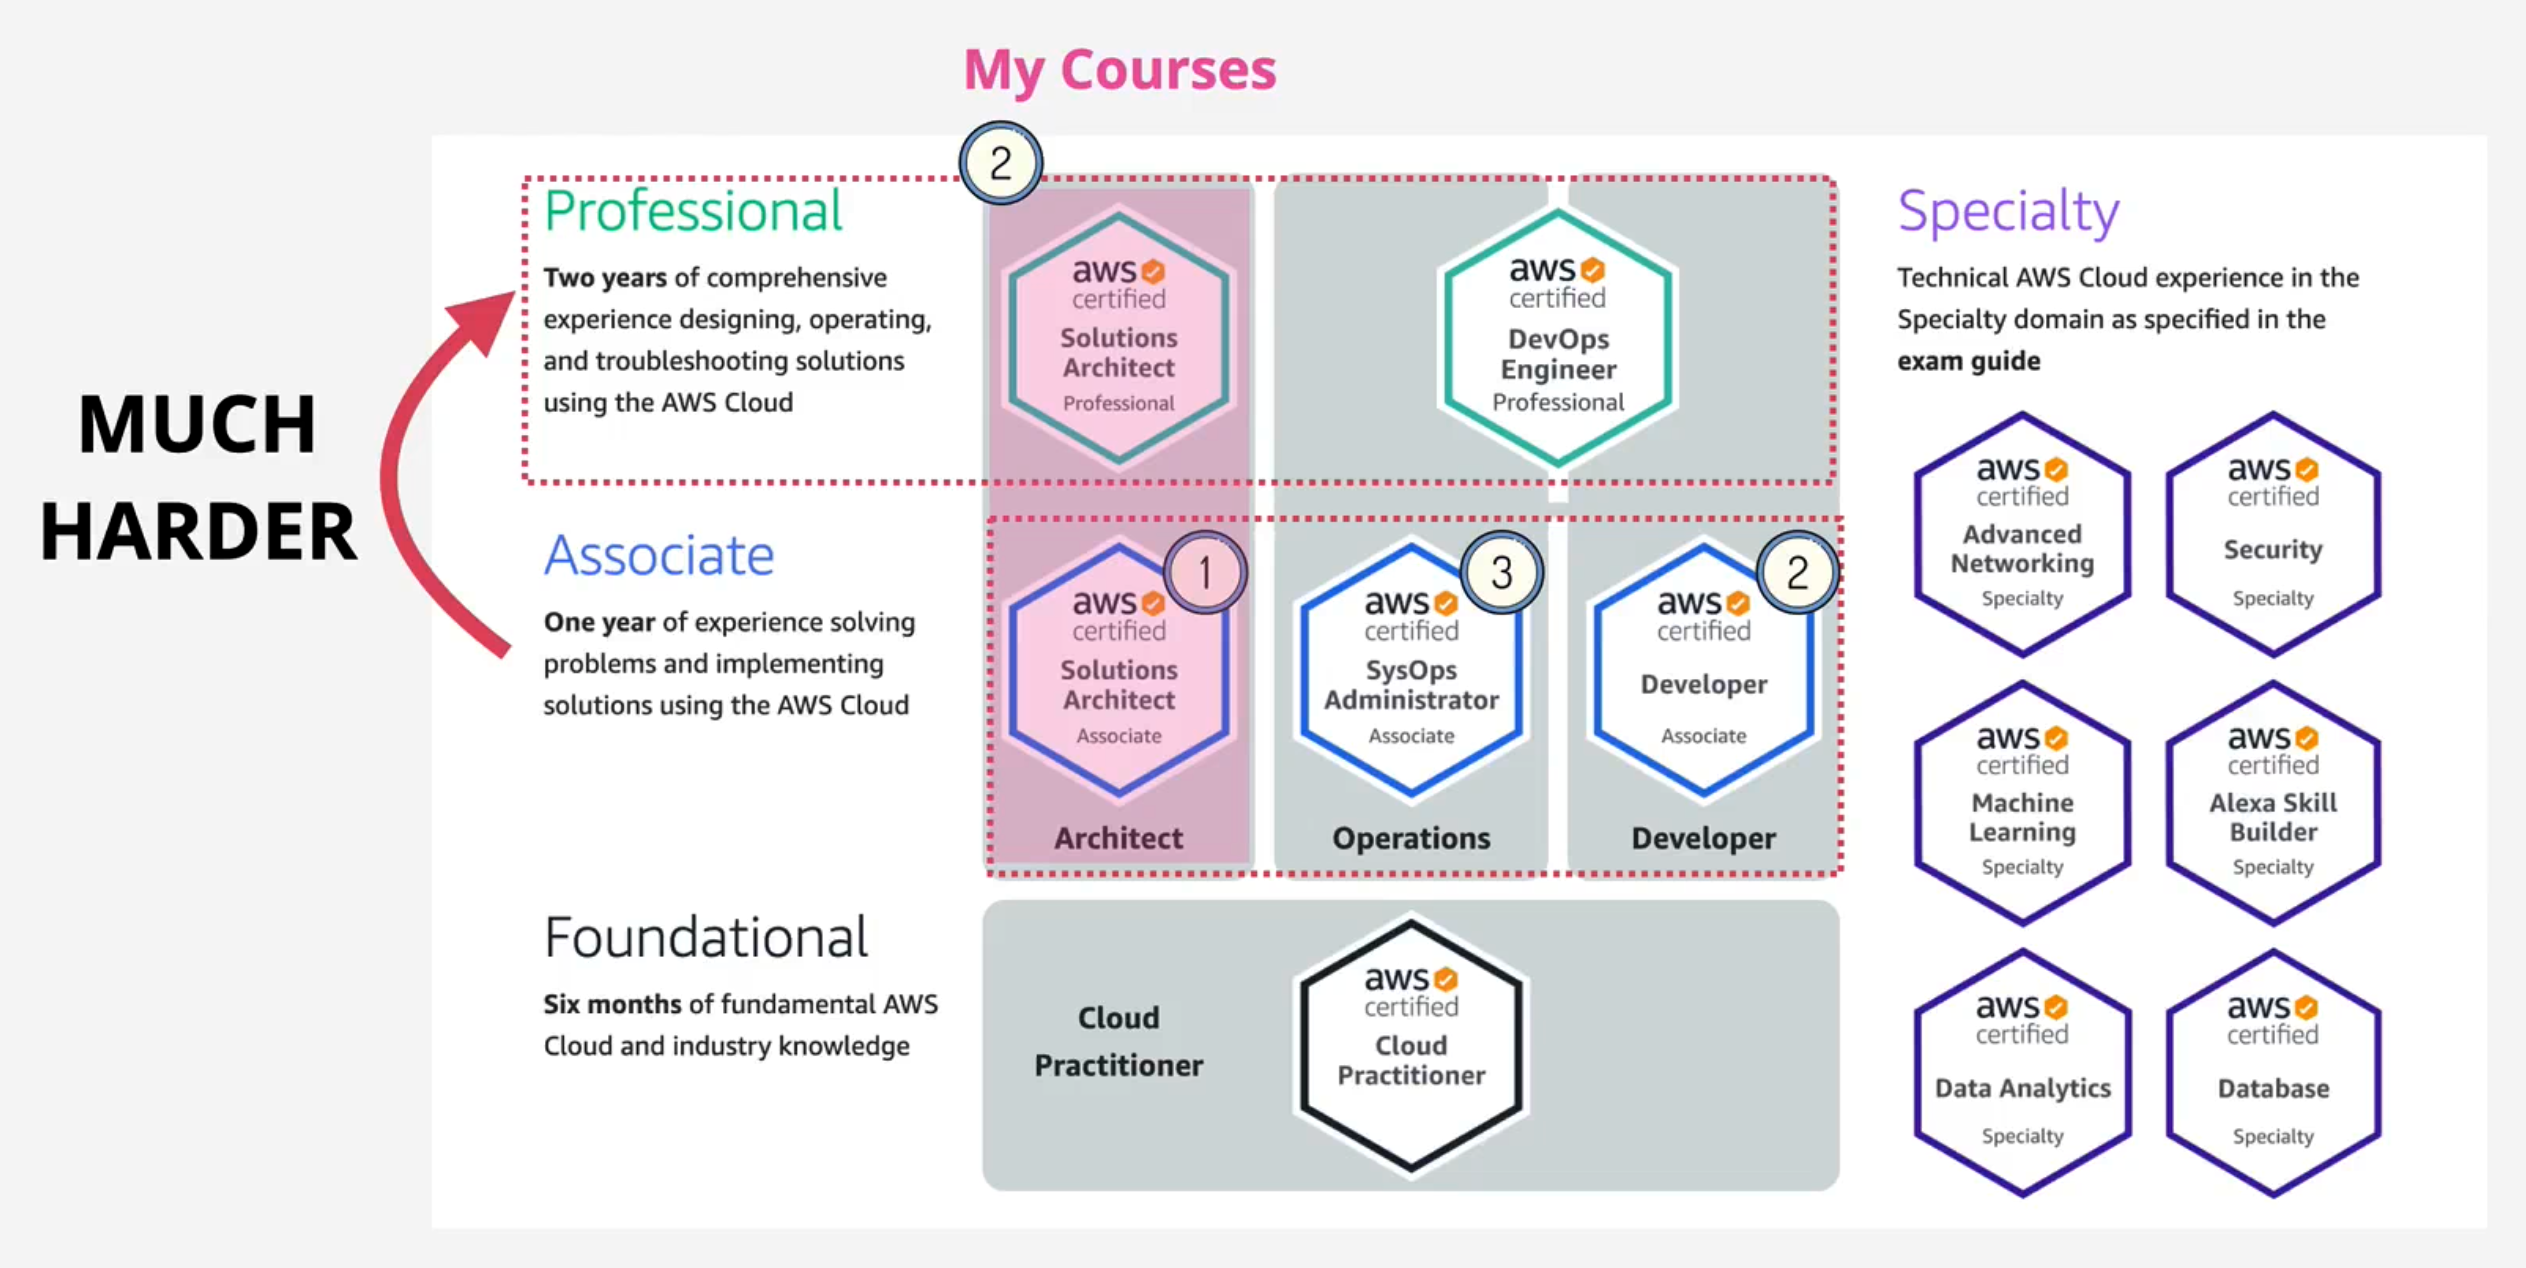 My Courses
2
Professional
Two years of comprehensive
experience designing, operating,
and troubleshooting solutions
using the AWS Cloud
aws
certified
Solutions
Architect
Professional
aws
certified
DevOps
Engineer
Professional
MUCH
HARDER
Associate
One year of experience solving
problems and implementing
solutions using the AWS Cloud
1
aws
certified
Solutions
Architect
Associate
Architect
3
aws
certified
SysOps
Administrator
Associate
Operations
2
aws
certified
Developer
Associate
Developer
Foundational
Six months of fundamental AWS
Cloud and industry knowledge
Cloud
Practitioner
aws
certified
Cloud
Practitioner
Specialty
Technical AWS Cloud experience in the
Specialty domain as specified in the
exam guide
aws
certified
Advanced
Networking
Specialty
aws
certified
Security
Specialty
aws
certified
Machine
Learning
Specialty
aws
certified
Alexa Skill
Builder
Specialty
aws
certified
Data Analytics
Specialty
aws
certified
Database
Specialty